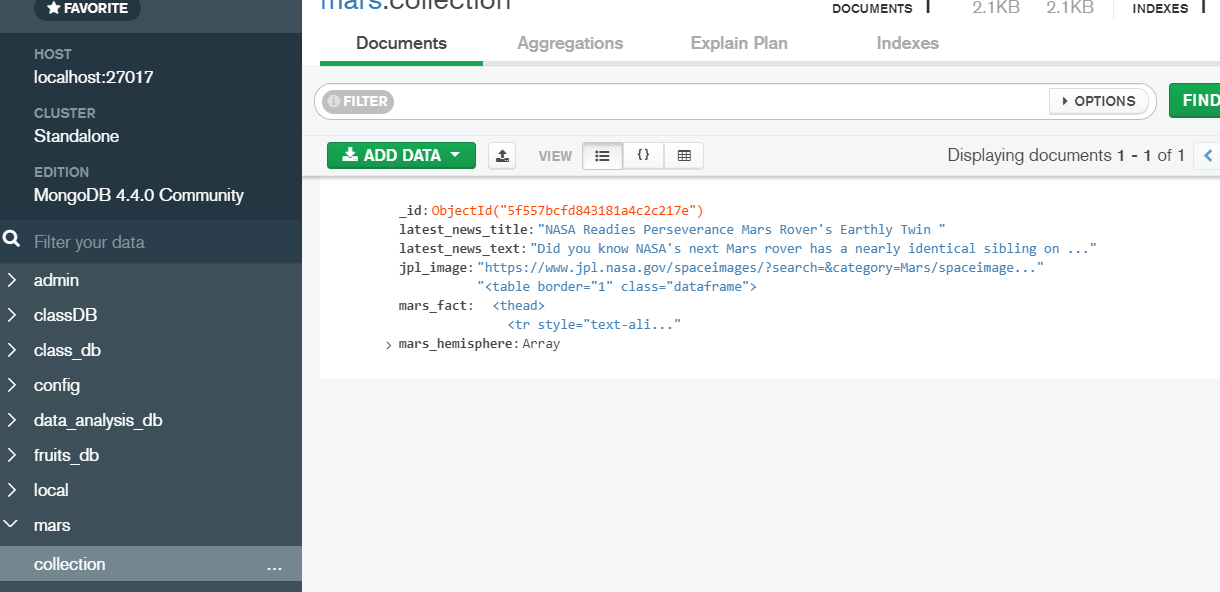 FAVORITE
HOST
localhost:27017
CLUSTER
Standalone
EDITION
MongoDB 4.4.0 Community
Filter your data
admin
classDB
class_db
config
data_analysis_db
fruits_db
local
mars
collection ...
mars.collection
DOCUMENTS 1 2.1KB 2.1KB INDEXES 1
Documents Aggregations Explain Plan Indexes
FILTER OPTIONS FIND
ADD DATA VIEW {} Displaying documents 1 - 1 of 1
_id: ObjectId("5f557bcfd843181a4c2c217e")
latest_news_title: "NASA Readies Perseverance Mars Rover's Earthly Twin "
latest_news_text: "Did you know NASA's next Mars rover has a nearly identical sibling on ..."
jpl_image: "https://www.jpl.nasa.gov/spaceimages/?search=&category=Mars/spaceimage..."
"<table border="1" class="dataframe">
mars_fact: <thead>
<tr style="text-ali..."
mars_hemisphere: Array